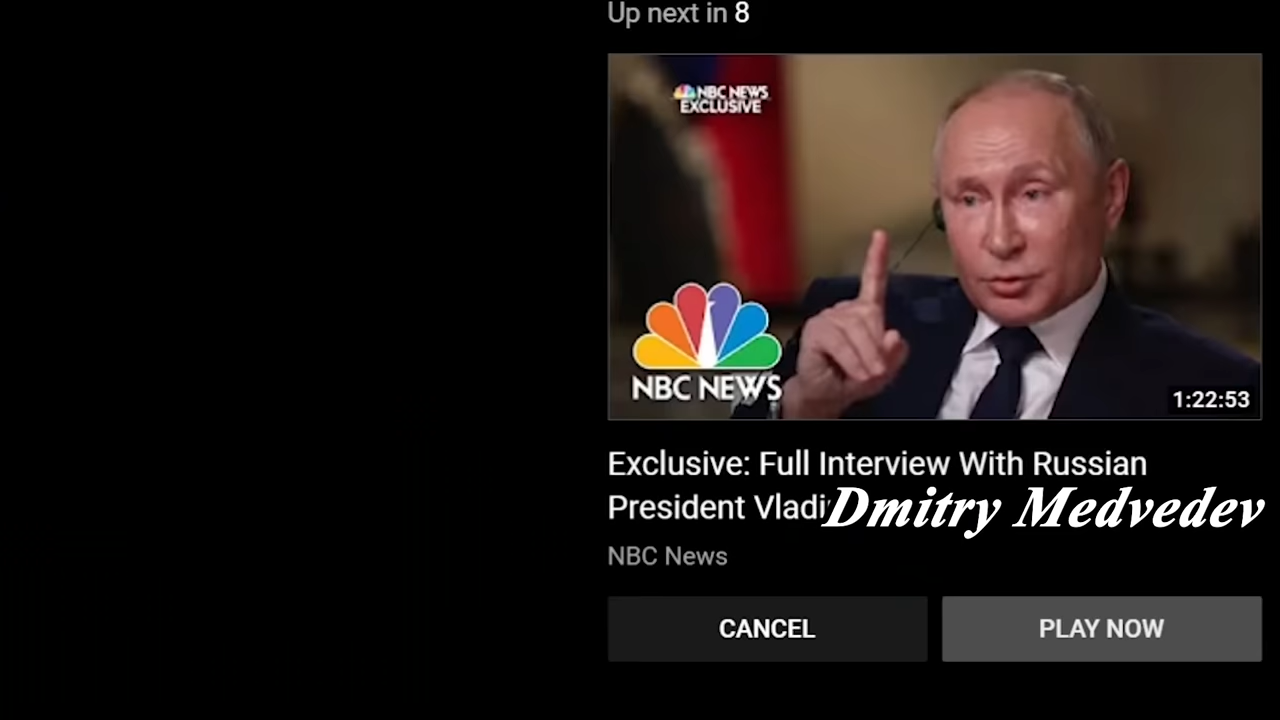 Up next in 8
NBC NEWS
EXCLUSIVE
NBC NEWS
1:22:53
Exclusive: Full Interview With Russian
President Vladi Dmitry Medvedev
NBC News
CANCEL
PLAY NOW